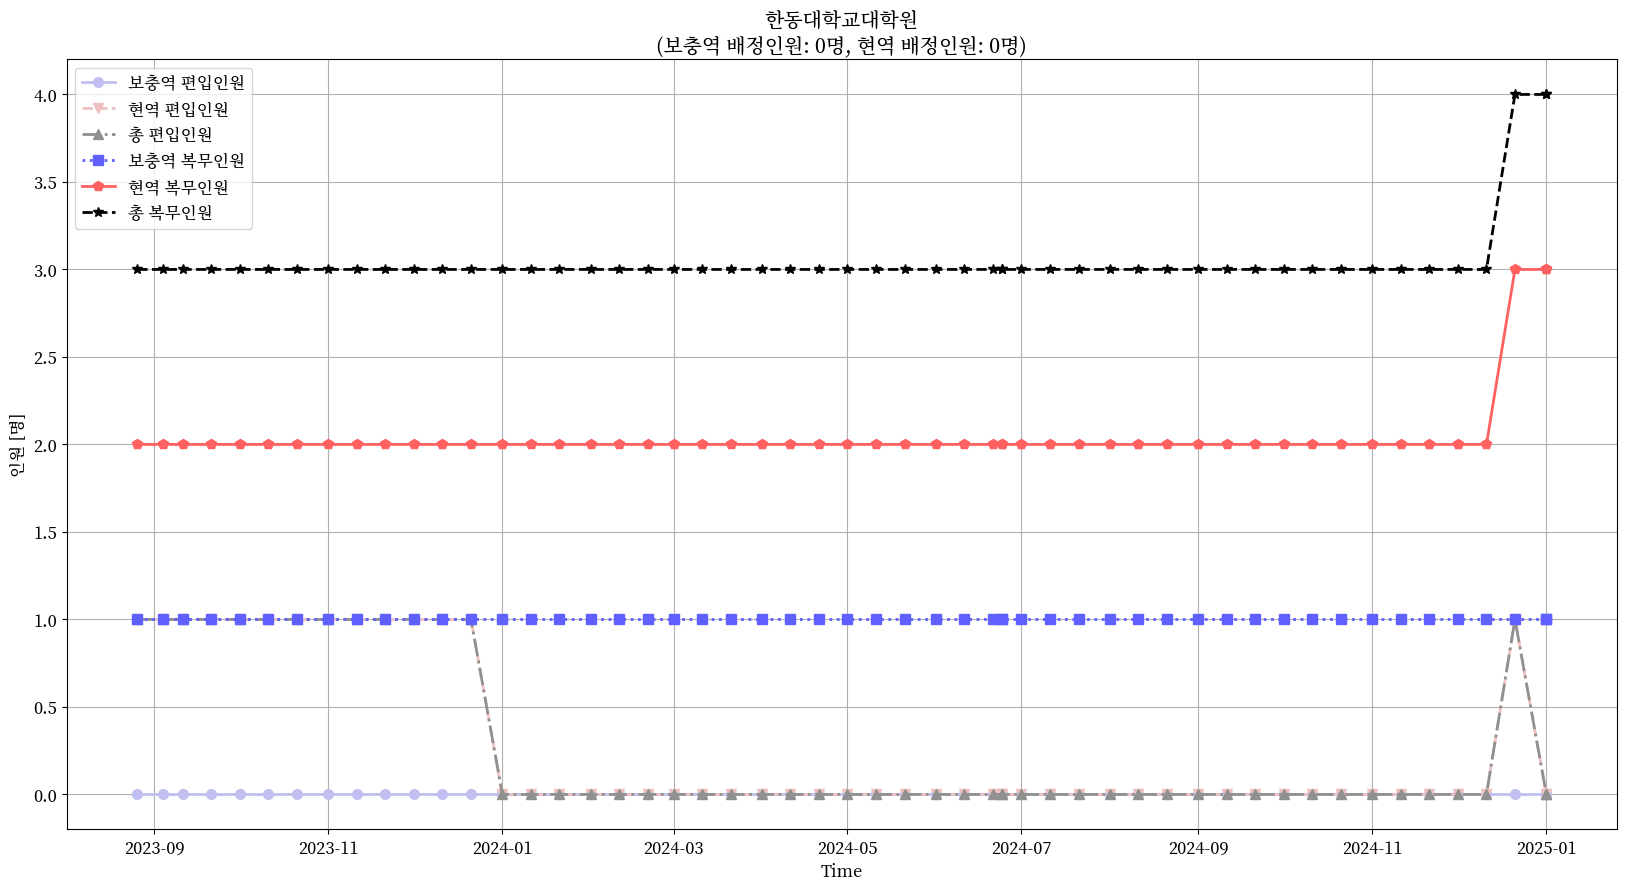 한동대학교대학원
(보충역 배정인원: 0명, 현역 배정인원: 0명)
보충역 편입인원
현역 편입인원
총 편입인원
보충역 복무인원
현역 복무인원
총 복무인원
4.0
3.5
3.0
2.5
2.0
1.5
1.0
0.5
0.0
인원 [명]
2023-09
2023-11
2024-01
2024-03
2024-05
2024-07
2024-09
2024-11
2025-01
Time